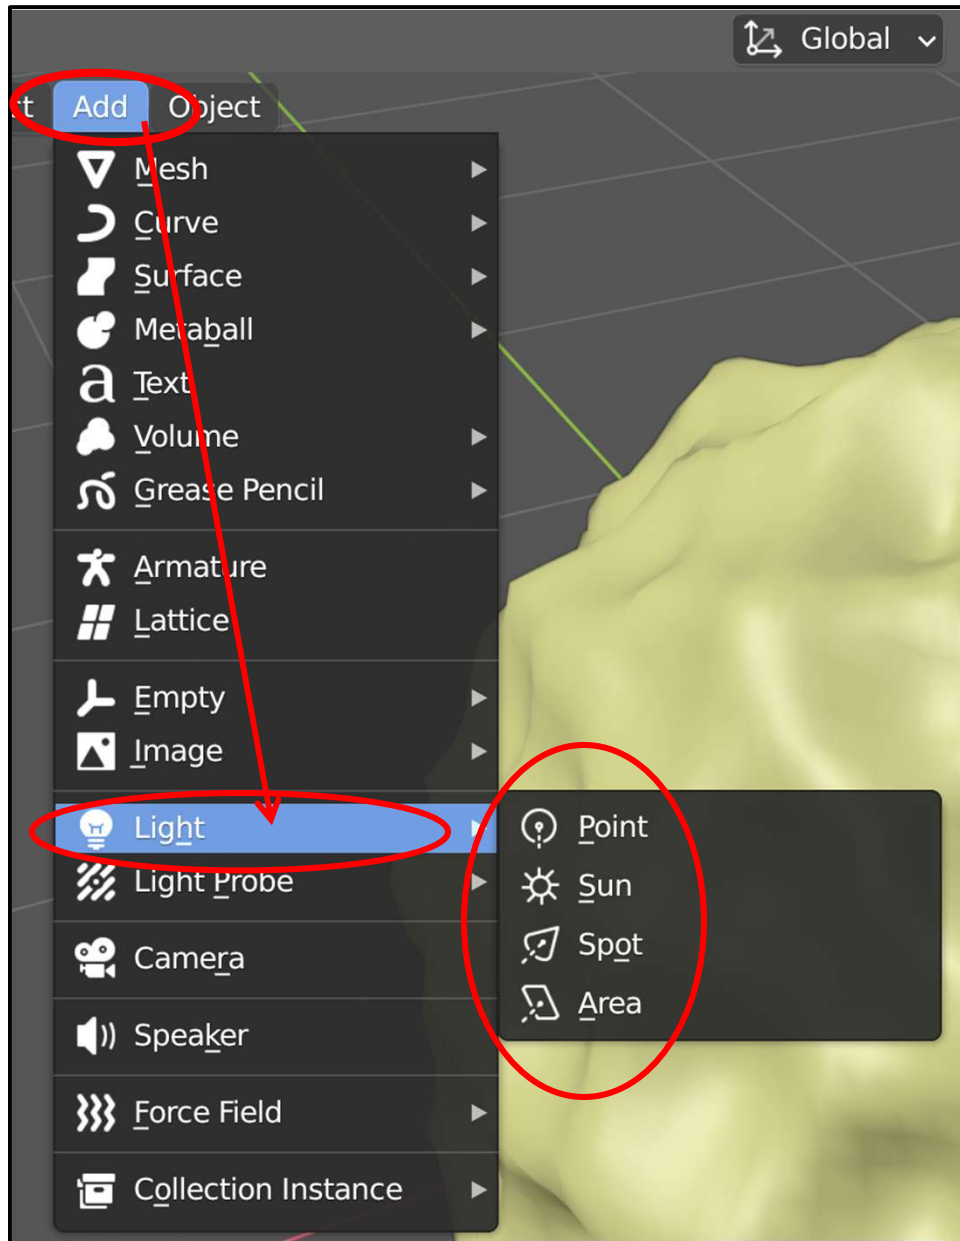 Global
ct Add Object
Mesh
Curve
Surface
Metaball
Text
Volume
Grease Pencil
Armature
Lattice
Empty
Image
Light
Light Probe
Camera
Speaker
Force Field
Collection Instance
Point
Sun
Spot
Area